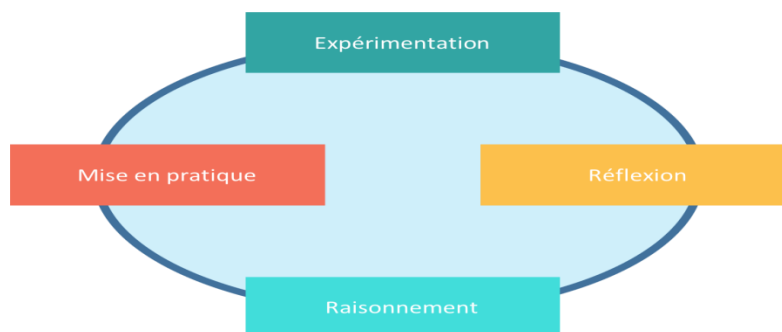 Expérimentation
Mise en pratique
Réflexion
Raisonnement